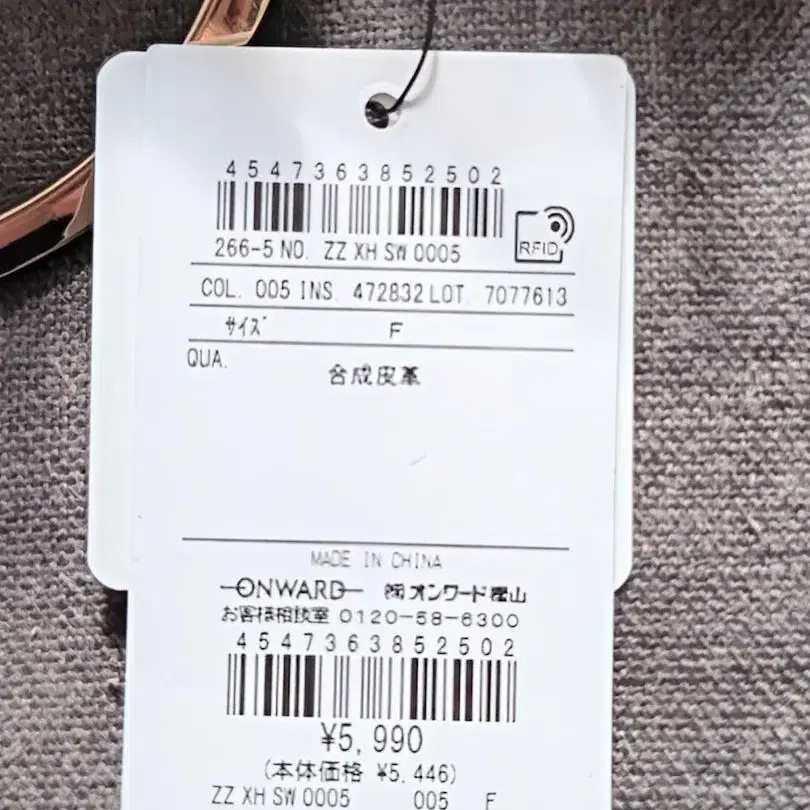 4547363852502
266-5 NO. ZZ XH SW 0005
RFID
COL. 005 INS. 472832 LOT. 7077613
ｻｲｽﾞ F
QUA. 合成皮革
MADE IN CHINA
ONWARD ㈱オンワード樫山
お客様相談室 0120-58-6300
4547363852502
¥5,990
(本体価格 ¥5,446)
ZZ XH SW 0005 005 F